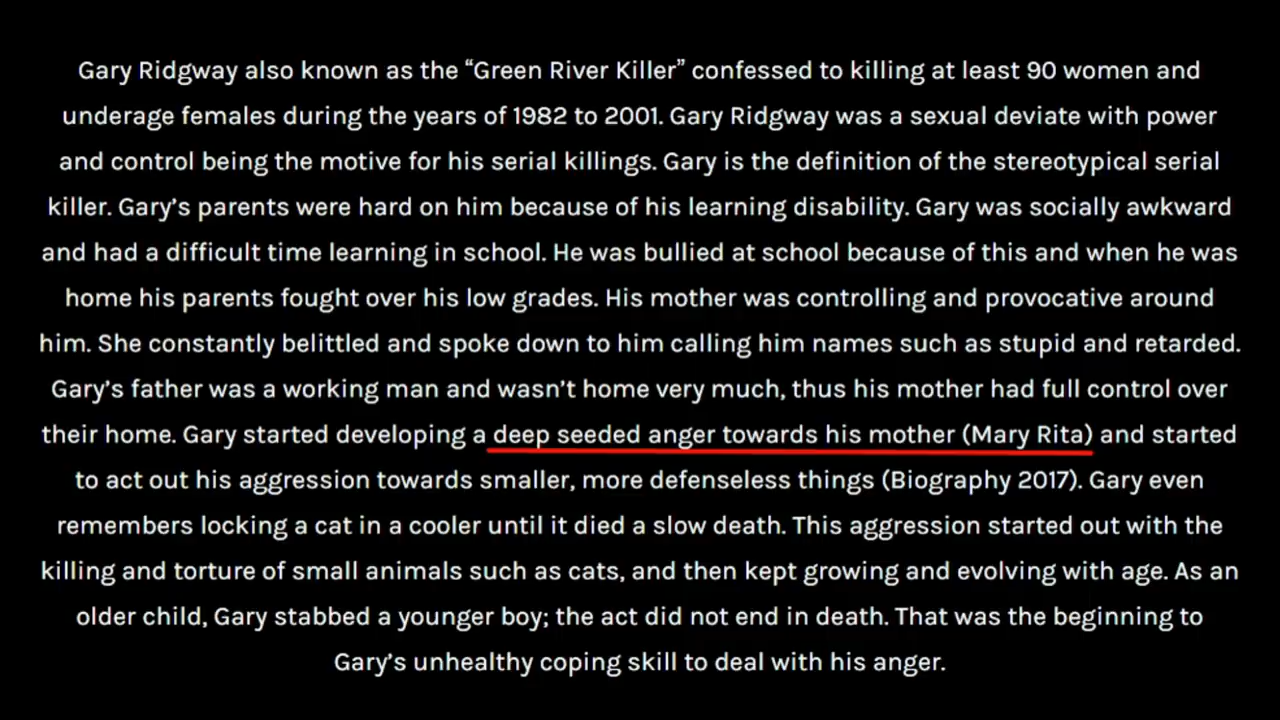 Gary Ridgway also known as the “Green River Killer” confessed to killing at least 90 women and
underage females during the years of 1982 to 2001. Gary Ridgway was a sexual deviate with power
and control being the motive for his serial killings. Gary is the definition of the stereotypical serial
killer. Gary’s parents were hard on him because of his learning disability. Gary was socially awkward
and had a difficult time learning in school. He was bullied at school because of this and when he was
home his parents fought over his low grades. His mother was controlling and provocative around
him. She constantly belittled and spoke down to him calling him names such as stupid and retarded.
Gary’s father was a working man and wasn’t home very much, thus his mother had full control over
their home. Gary started developing a deep seeded anger towards his mother (Mary Rita) and started
to act out his aggression towards smaller, more defenseless things (Biography 2017). Gary even
remembers locking a cat in a cooler until it died a slow death. This aggression started out with the
killing and torture of small animals such as cats, and then kept growing and evolving with age. As an
older child, Gary stabbed a younger boy; the act did not end in death. That was the beginning to
Gary’s unhealthy coping skill to deal with his anger.